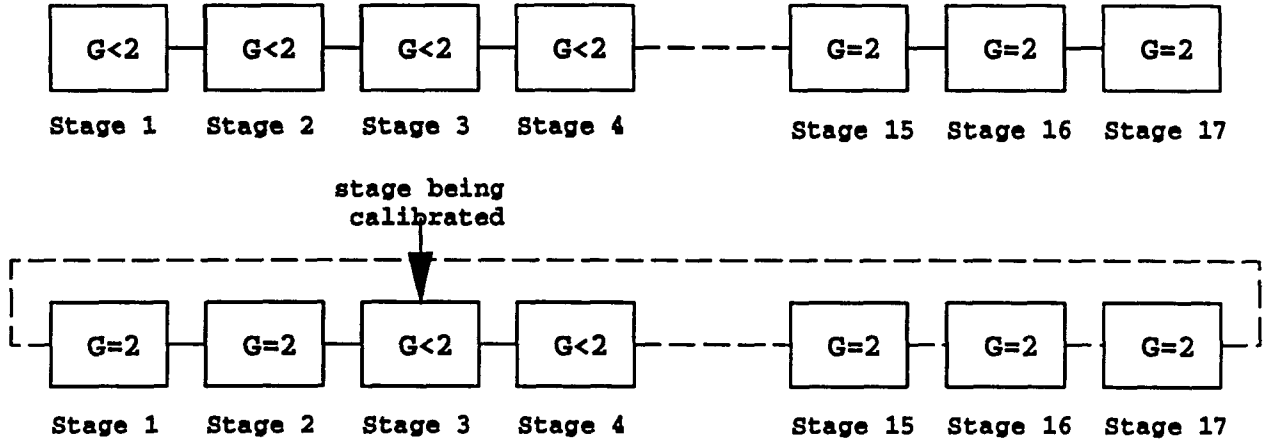 G<2 G<2 G<2 G<2 G=2 G=2 G=2
Stage 1 Stage 2 Stage 3 Stage 4 Stage 15 Stage 16 Stage 17
stage being
calibrated
G=2 G=2 G<2 G<2 G=2 G=2 G=2
Stage 1 Stage 2 Stage 3 Stage 4 Stage 15 Stage 16 Stage 17